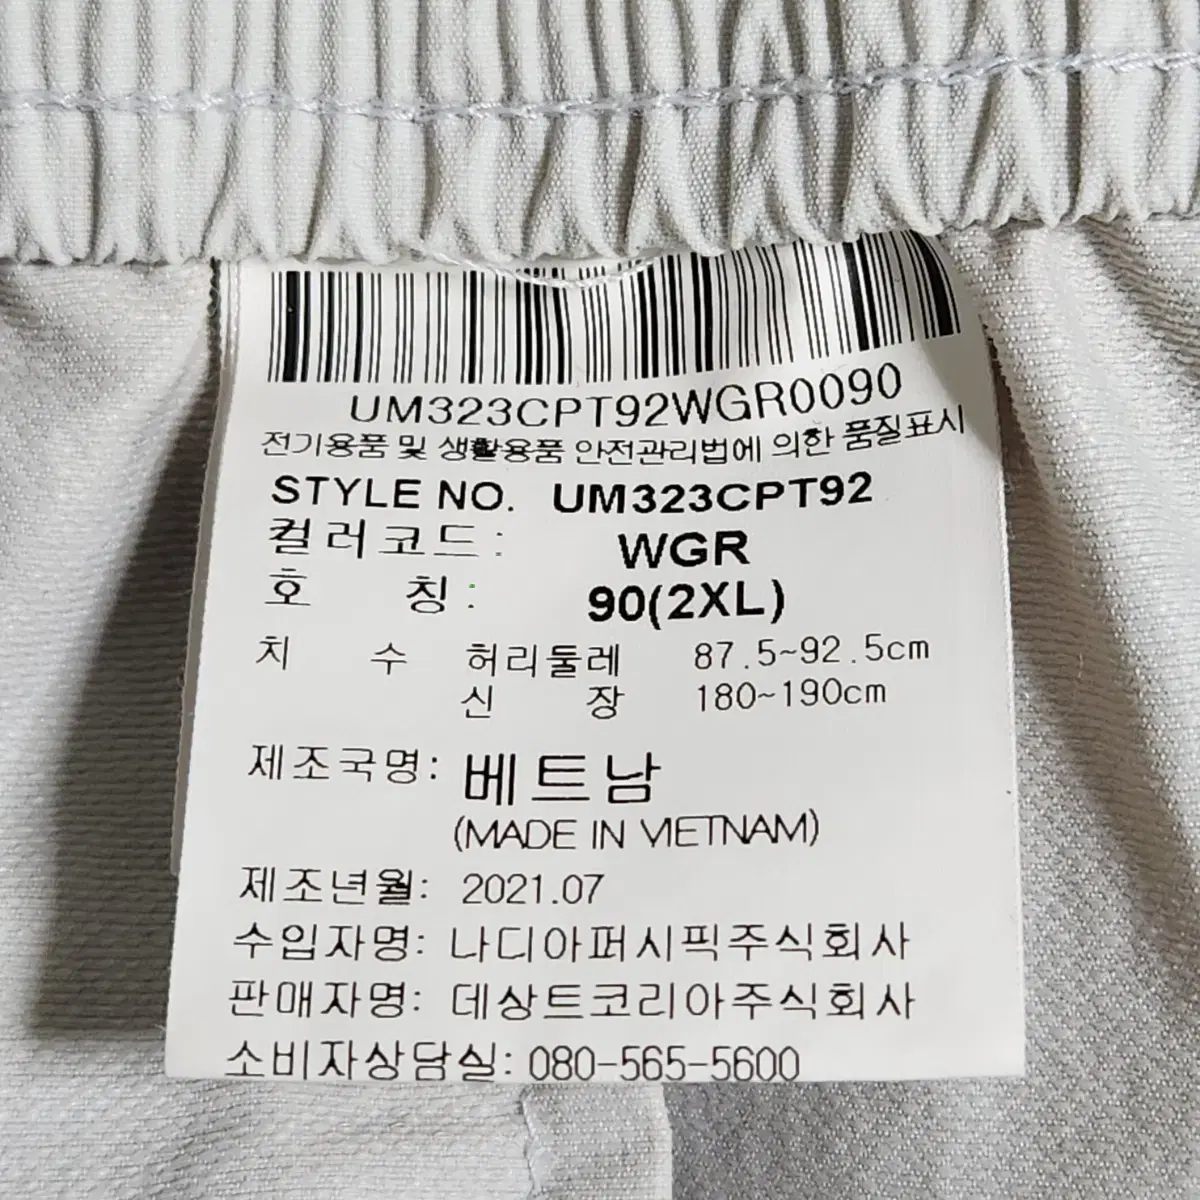 UM323CPT92WGR0090
전기용품 및 생활용품 안전관리법에 의한 품질표시
STYLE NO. UM323CPT92
컬러코드: WGR
호 칭: 90(2XL)
치 수 허리둘레 87.5~92.5cm
신 장 180~190cm
제조국명: 베트남
(MADE IN VIETNAM)
제조년월: 2021.07
수입자명: 나디아퍼시픽주식회사
판매자명: 데상트코리아주식회사
소비자상담실: 080-565-5600